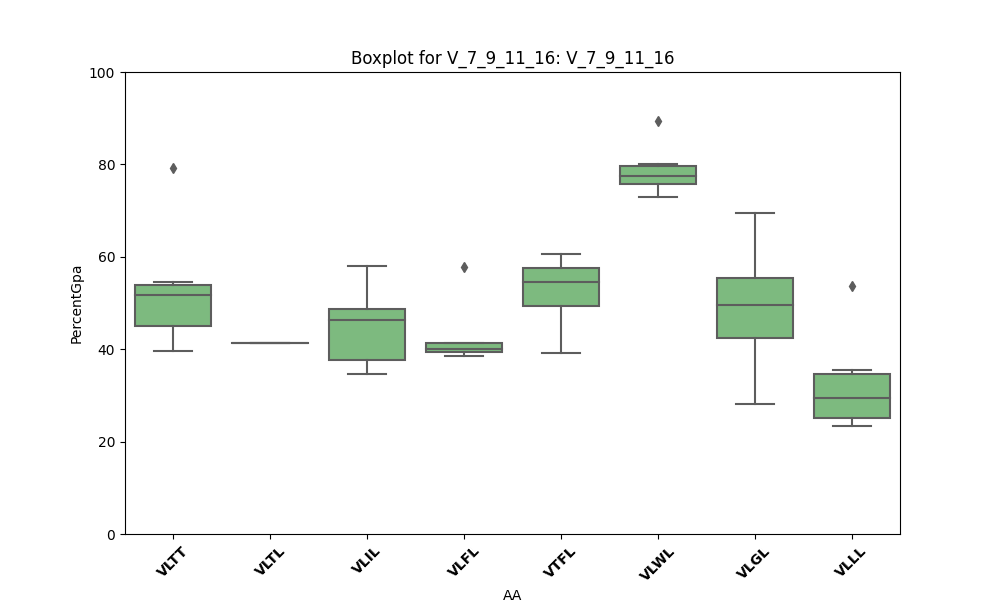 Boxplot for V_7_9_11_16: V_7_9_11_16
100
80
60
40
20
0
PercentGpa
VLTT
VLTL
VLIL
VLFL
VTFL
VLWL
VLGL
VLLL
AA